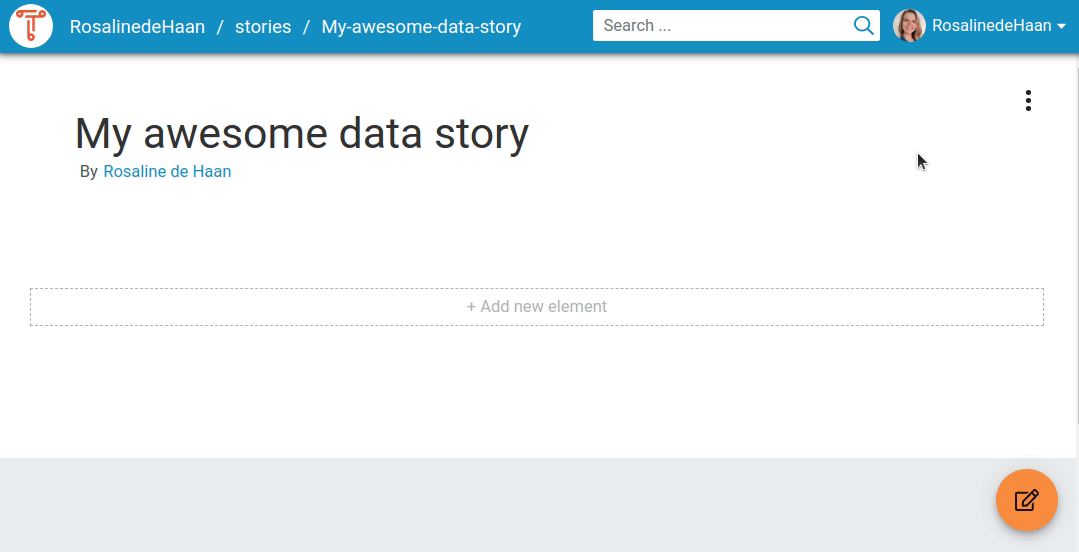 RosalinedeHaan / stories / My-awesome-data-story Search ... RosalinedeHaan
My awesome data story
By Rosaline de Haan
+ Add new element